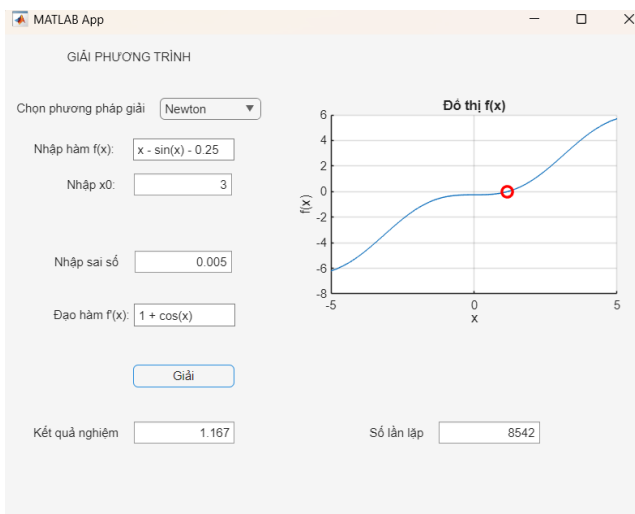 MATLAB App
GIẢI PHƯƠNG TRÌNH
Chọn phương pháp giải Newton
Nhập hàm f(x): x - sin(x) - 0.25
Nhập x0: 3
Nhập sai số 0.005
Đạo hàm f'(x): 1 + cos(x)
Giải
Kết quả nghiệm 1.167
Đồ thị f(x)
f(x)
6
4
2
0
-2
-4
-6
-8
-5 0 5
x
Số lần lặp 8542